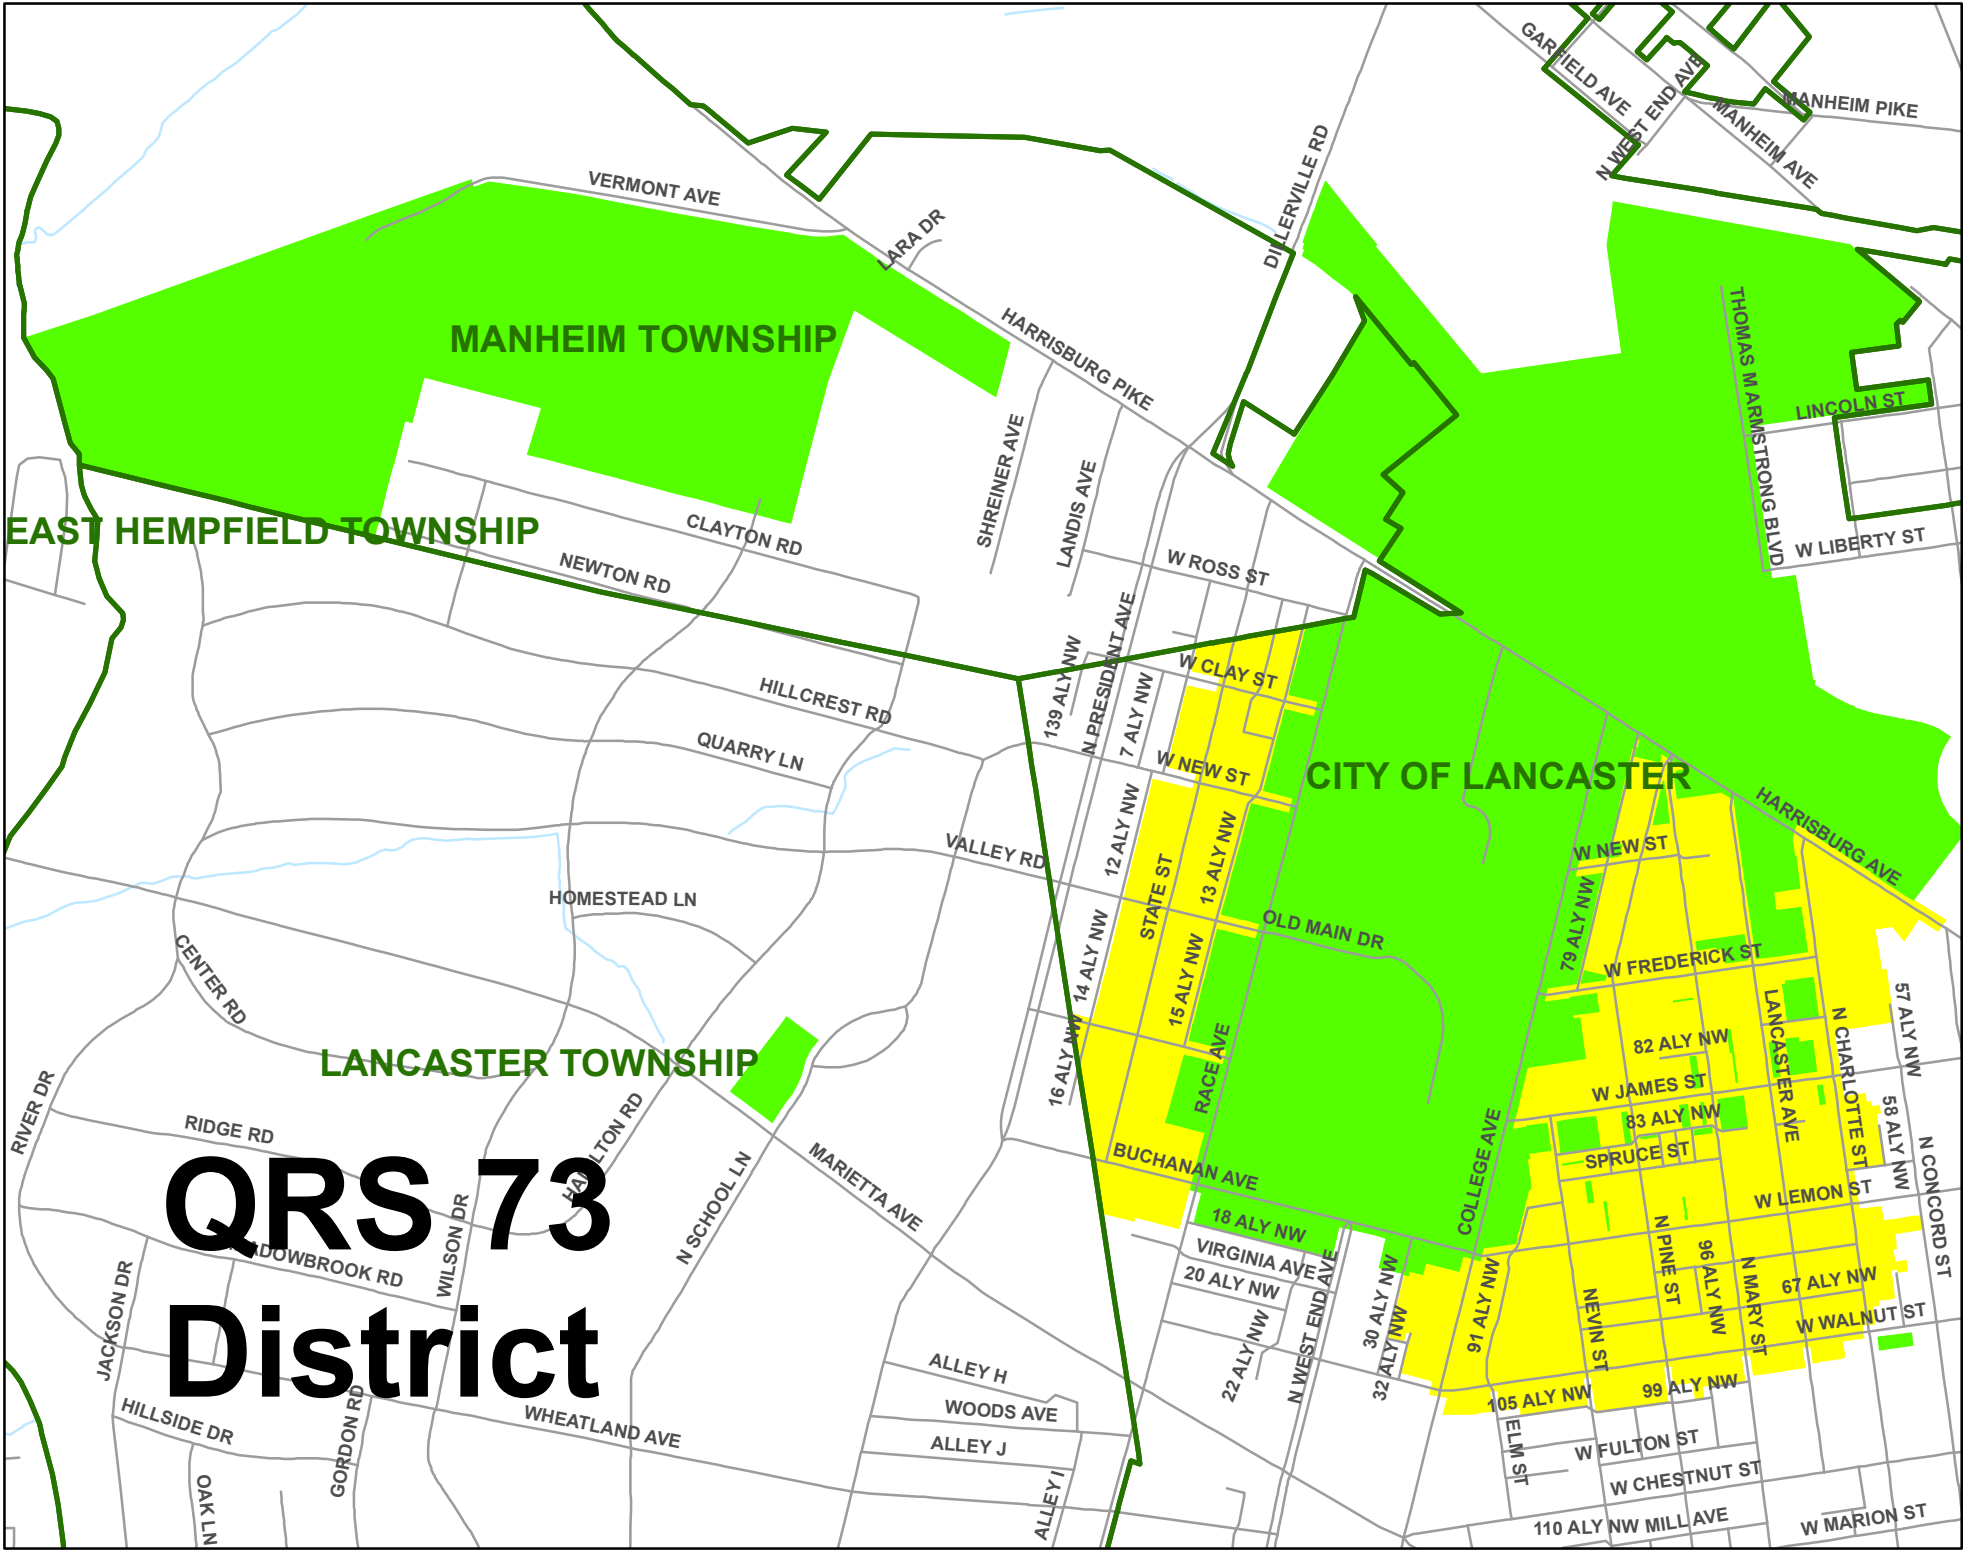 GARFIELD AVE
N WEST END AVE
MANHEIM PIKE
MANHEIM AVE
VERMONT AVE
LARA DR
DILLERVILLE RD
HARRISBURG PIKE
MANHEIM TOWNSHIP
THOMAS M ARMSTRONG BLVD
LINCOLN ST
SHREINER AVE
LANDIS AVE
EAST HEMPFIELD TOWNSHIP
CLAYTON RD
NEWTON RD
W ROSS ST
W LIBERTY ST
139 ALY NW
N PRESIDENT AVE
7 ALY NW
W CLAY ST
HILLCREST RD
QUARRY LN
W NEW ST
CITY OF LANCASTER
HARRISBURG AVE
12 ALY NW
STATE ST
13 ALY NW
VALLEY RD
W NEW ST
79 ALY NW
HOMESTEAD LN
OLD MAIN DR
CENTER RD
14 ALY NW
15 ALY NW
W FREDERICK ST
LANCASTER AVE
N CHARLOTTE ST
57 ALY NW
82 ALY NW
LANCASTER TOWNSHIP
16 ALY NW
RACE AVE
W JAMES ST
83 ALY NW
58 ALY NW
RIVER DR
RIDGE RD
HAMILTON RD
MARIETTA AVE
BUCHANAN AVE
COLLEGE AVE
SPRUCE ST
N CONCORD ST
W LEMON ST
QRS 73
District
WILSON DR
N SCHOOL LN
18 ALY NW
VIRGINIA AVE
20 ALY NW
N PINE ST
96 ALY NW
N MARY ST
67 ALY NW
JACKSON DR
MEADOWBROOK RD
N WEST END AVE
30 ALY NW
91 ALY NW
NEVIN ST
W WALNUT ST
22 ALY NW
32 ALY NW
ALLEY H
105 ALY NW
99 ALY NW
HILLSIDE DR
GORDON RD
WHEATLAND AVE
WOODS AVE
ALLEY J
ELM ST
W FULTON ST
W CHESTNUT ST
OAK LN
ALLEY I
110 ALY NW
MILL AVE
W MARION ST